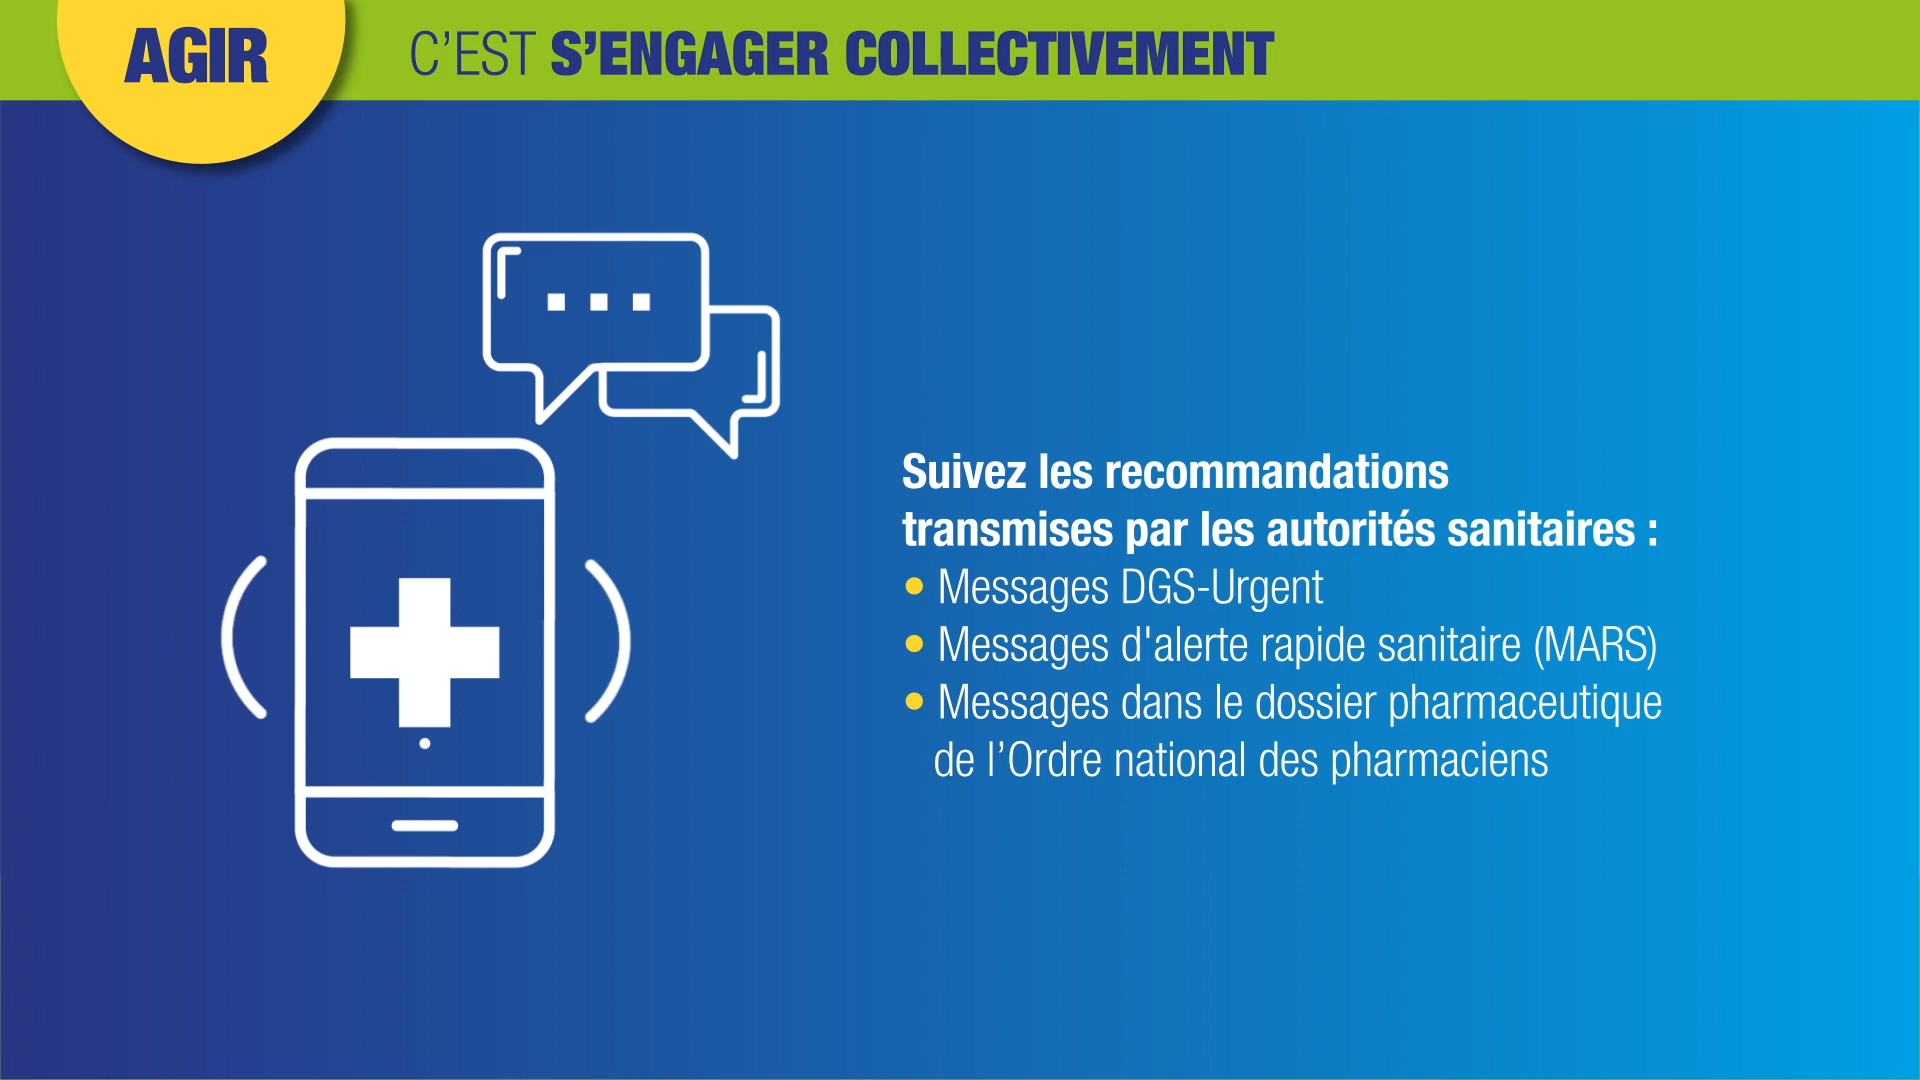 AGIR
C’EST S’ENGAGER COLLECTIVEMENT
Suivez les recommandations
transmises par les autorités sanitaires :
• Messages DGS-Urgent
• Messages d'alerte rapide sanitaire (MARS)
• Messages dans le dossier pharmaceutique
de l’Ordre national des pharmaciens